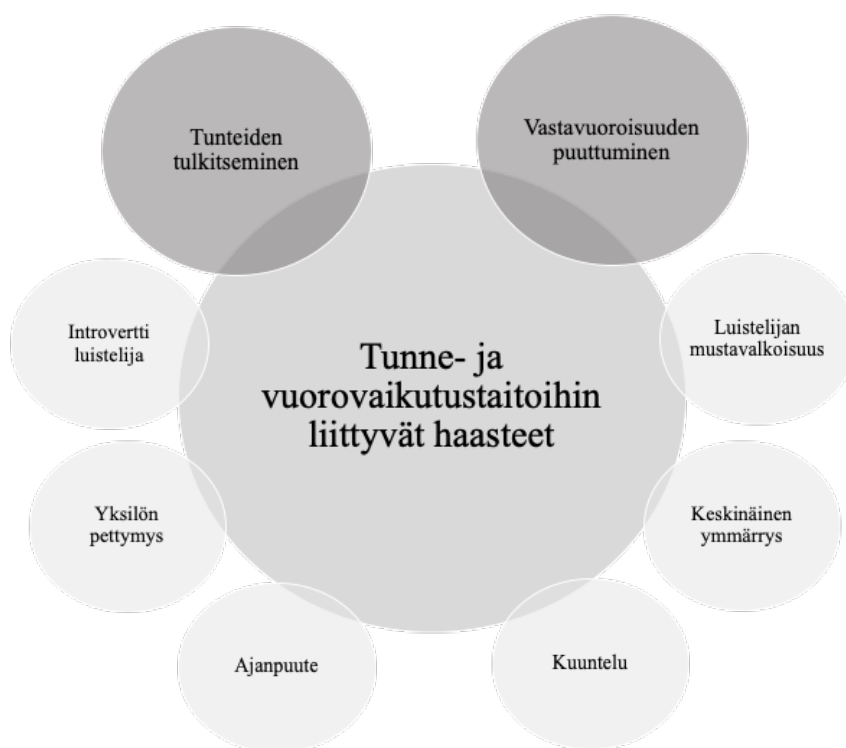 Tunteiden
tulkitseminen
Vastavuoroisuuden
puuttuminen
Introvertti
luistelija
Luistelijan
mustavalkoisuus
Tunne- ja
vuorovaikutustaitoihin
liittyvät haasteet
Yksilön
pettymys
Keskinäinen
ymmärrys
Ajanpuute
Kuuntelu